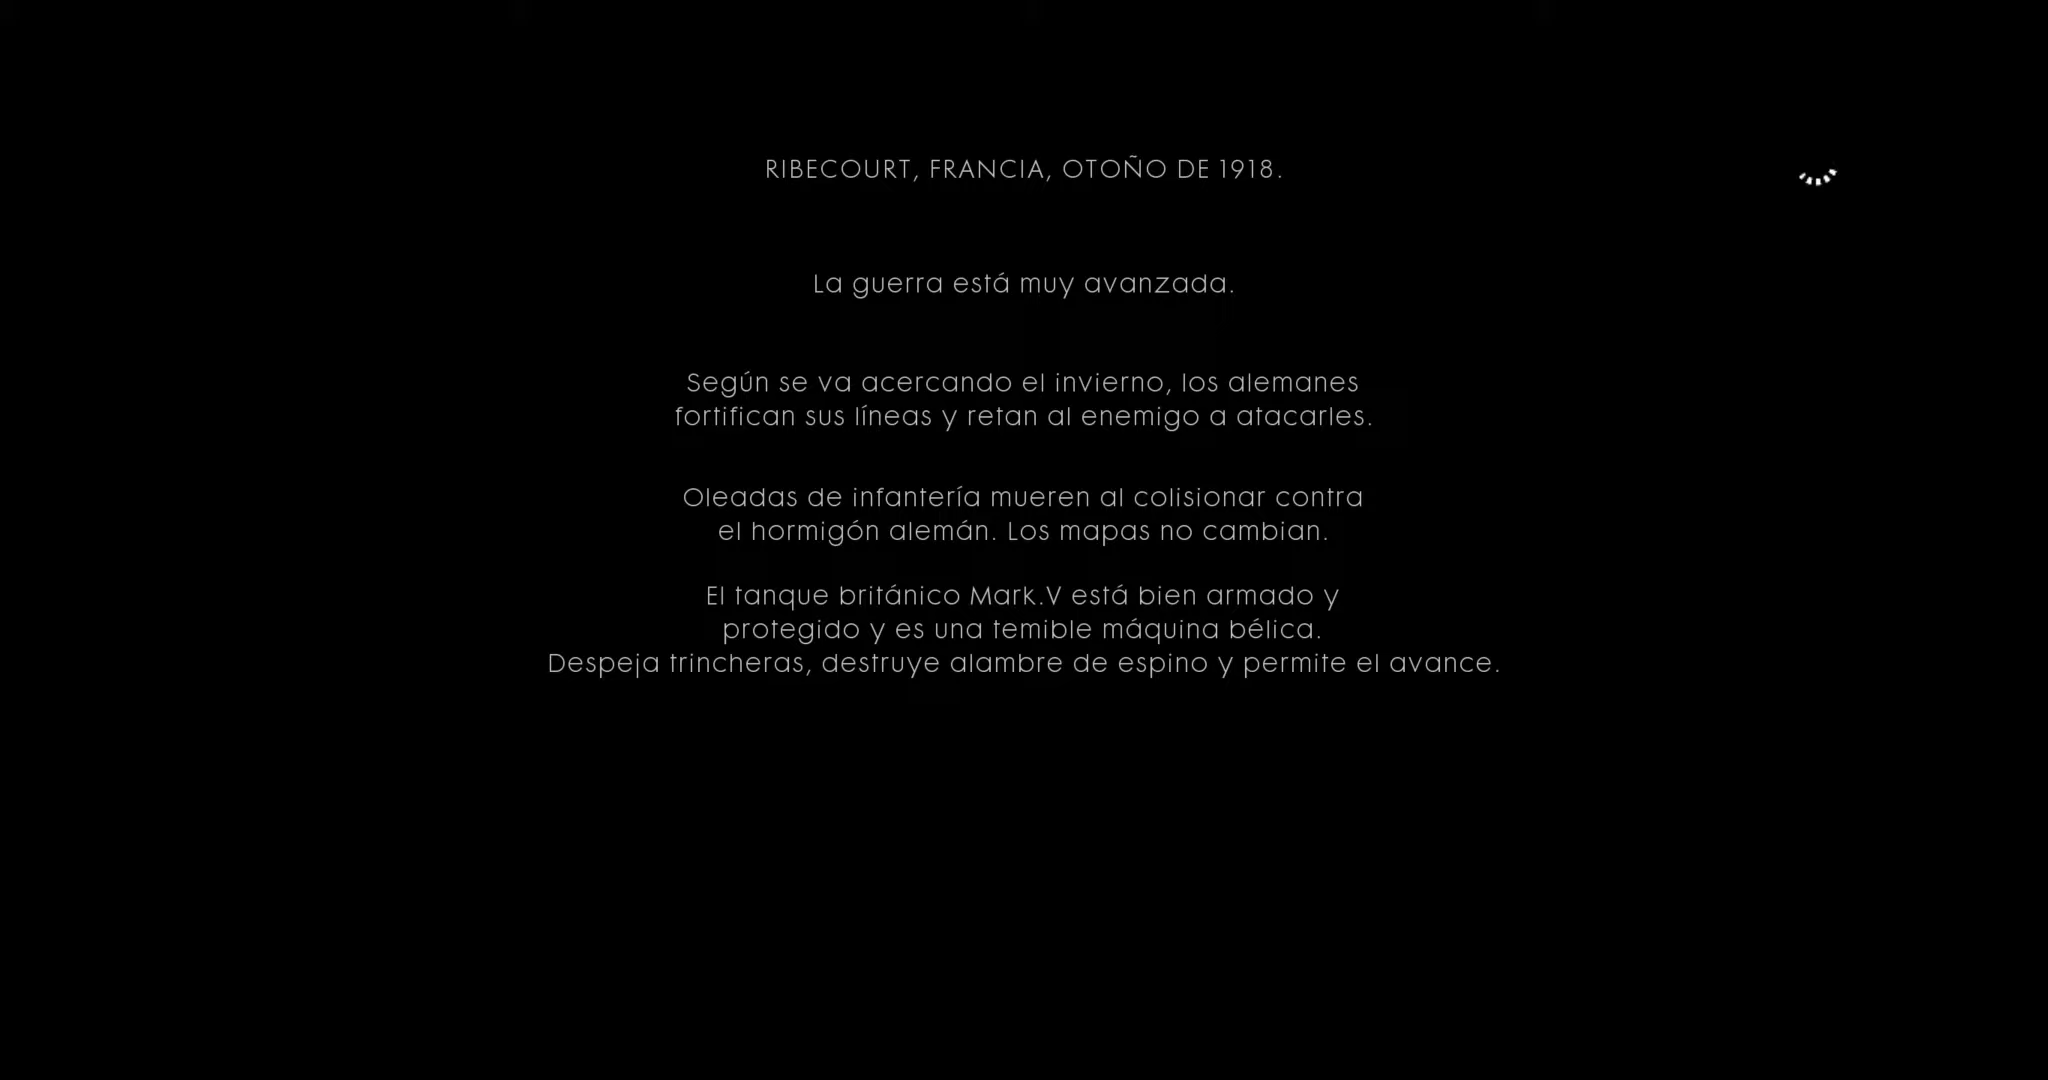 RIBECOURT, FRANCIA, OTOÑO DE 1918.
La guerra está muy avanzada.
Según se va acercando el invierno, los alemanes
fortifican sus líneas y retan al enemigo a atacarles.
Oleadas de infantería mueren al colisionar contra
el hormigón alemán. Los mapas no cambian.
El tanque británico Mark.V está bien armado y
protegido y es una temible máquina bélica.
Despeja trincheras, destruye alambre de espino y permite el avance.